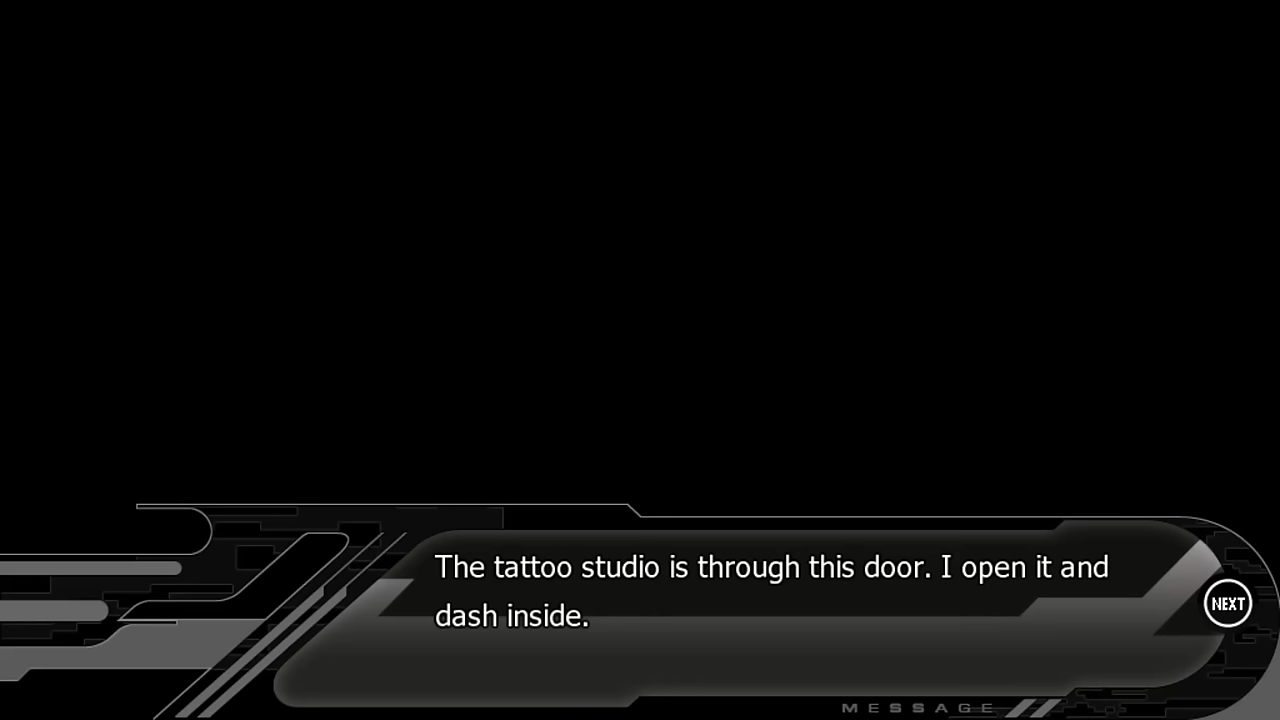 The tattoo studio is through this door. I open it and
dash inside.
NEXT
MESSAGE